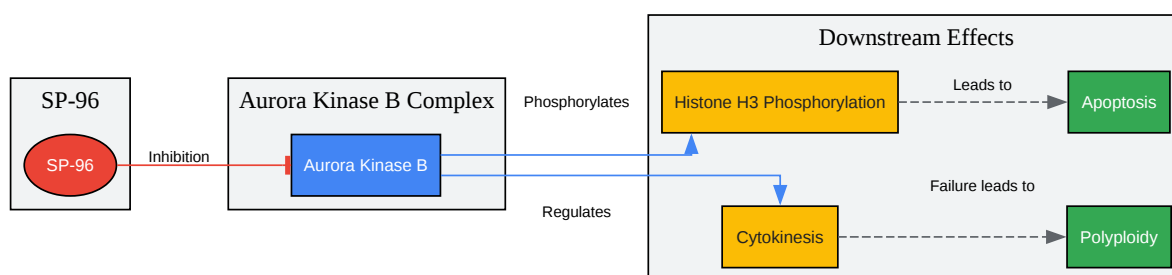 Downstream Effects
SP-96
Aurora Kinase B Complex
Phosphorylates
Histone H3 Phosphorylation
Leads to
Apoptosis
SP-96
Inhibition
Aurora Kinase B
Regulates
Failure leads to
Cytokinesis
Polyploidy